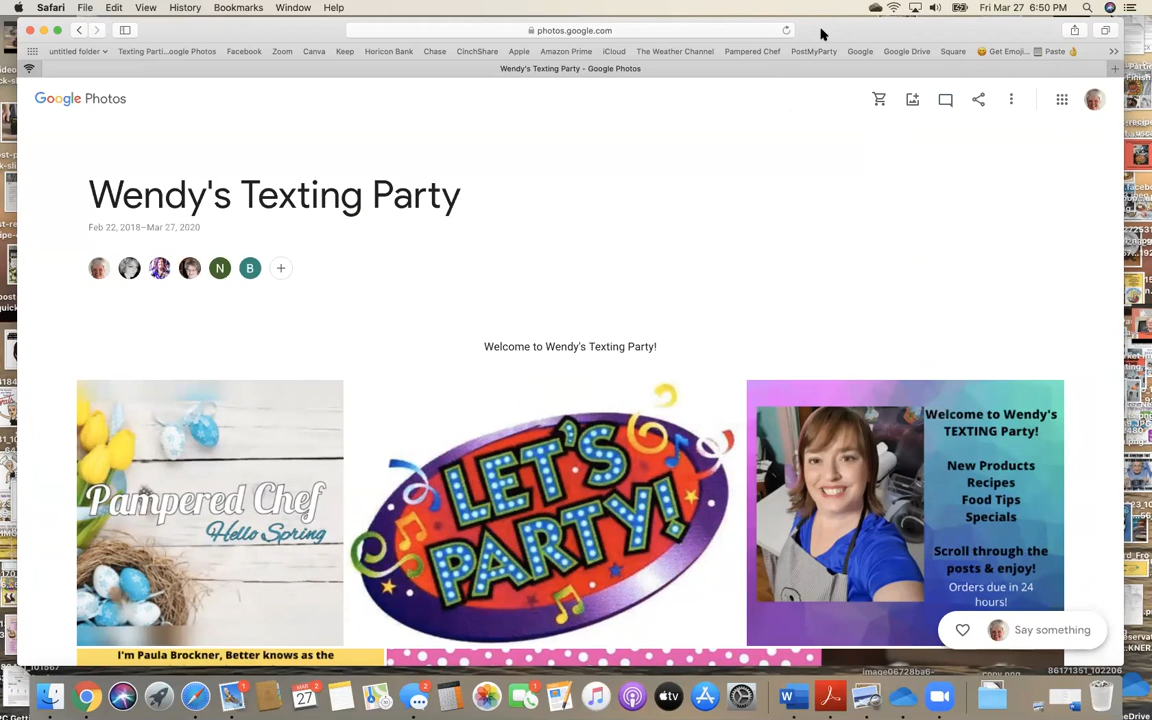 Safari File Edit View History Bookmarks Window Help Fri Mar 27 6:50 PM
photos.google.com
untitled folder Texting Parti...oogle Photos Facebook Zoom Canva Keep Horicon Bank Chase CinchShare Apple Amazon Prime iCloud The Weather Channel Pampered Chef PostMyParty Google Google Drive Square Get Emoji... Paste
Wendy's Texting Party - Google Photos
Google Photos
Wendy's Texting Party
Feb 22, 2018–Mar 27, 2020
N B
Welcome to Wendy's Texting Party!
Pampered Chef
Hello Spring
LET'S
PARTY!
Welcome to Wendy's
TEXTING Party!
New Products
Recipes
Food Tips
Specials
Scroll through the
posts & enjoy!
Orders due in 24
hours!
Say something
I'm Paula Brockner, Better knows as the
image06728ba6-
86171351_102206
27